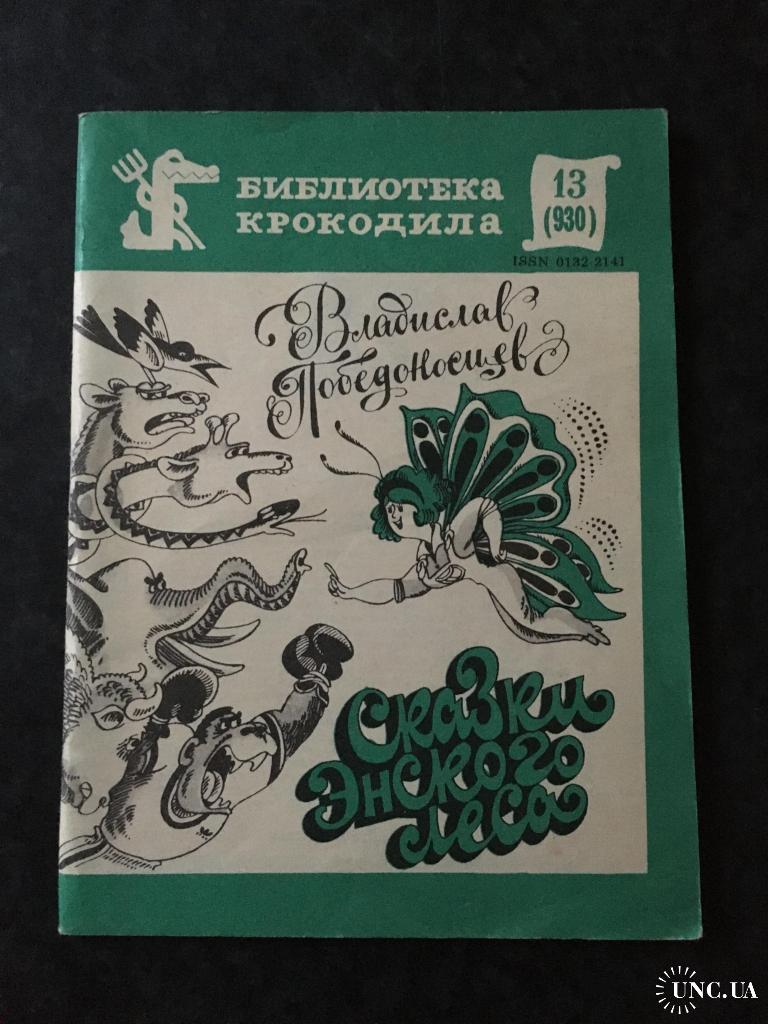 БИБЛИОТЕКА
КРОКОДИЛА
13
(930)
ISSN 0132-2141
Владислав
Победоносцев
Сказки
Энского
леса
UNC.UA